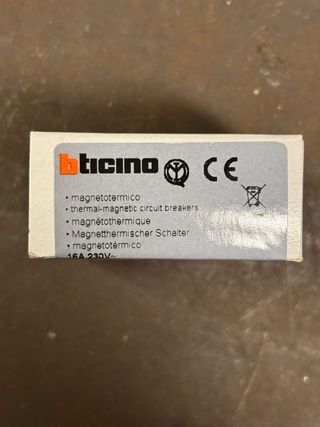 bticino CE
• magnetotermico
• thermal-magnetic circuit breakers
• magnétothermique
• Magnetthermischer Schalter
• magnetotérmico
16A 230V~